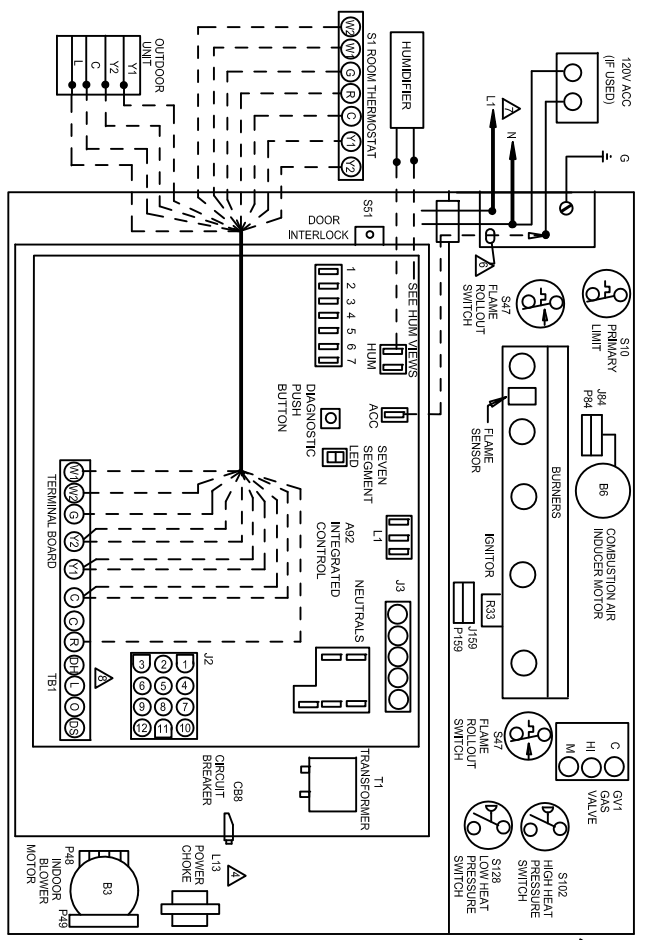 OUTDOOR
UNIT
Y1
Y2
C
L
S1 ROOM THERMOSTAT
W2
W1
G
R
C
Y1
Y2
HUMIDIFIER
120V ACC
(IF USED)
L1
7
N
G
S51
DOOR
INTERLOCK
6
S47
FLAME
ROLLOUT
SWITCH
S10
PRIMARY
LIMIT
1
2
3
4
5
6
7
SEE HUM VIEWS
HUM
ACC
DIAGNOSTIC
PUSH
BUTTON
SEVEN
SEGMENT
LED
FLAME
SENSOR
BURNERS
J84
P84
B6
COMBUSTION AIR
INDUCER MOTOR
IGNITOR
R33
J159
P159
L1
A92
INTEGRATED
CONTROL
J3
NEUTRALS
W1
W2
G
Y2
Y1
C
C
R
DH
L
O
DS
TERMINAL BOARD
TB1
8
J2
3
2
1
6
5
4
9
8
7
12
11
10
S47
FLAME
ROLLOUT
SWITCH
C
HI
M
GV1
GAS
VALVE
T1
TRANSFORMER
CB8
CIRCUIT
BREAKER
S128
LOW HEAT
PRESSURE
SWITCH
S102
HIGH HEAT
PRESSURE
SWITCH
4
L13
POWER
CHOKE
P48
B3
P49
INDOOR
BLOWER
MOTOR